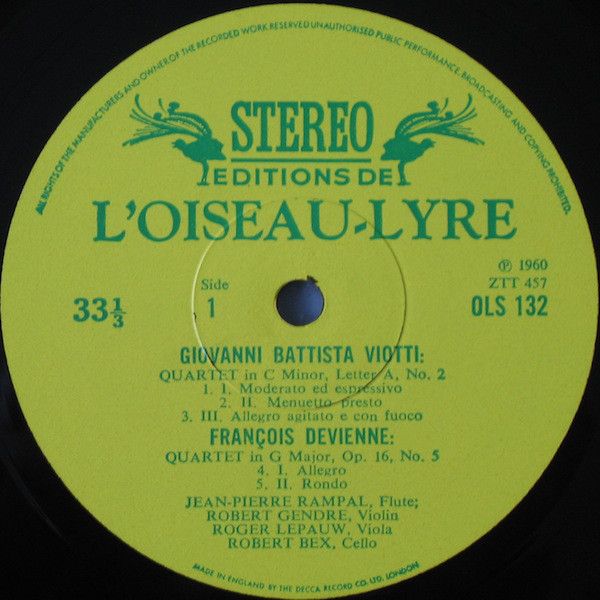 ALL RIGHTS OF THE MANUFACTURERS AND OWNER OF THE RECORDED WORK RESERVED UNAUTHORISED PUBLIC PERFORMANCE, BROADCASTING AND COPYING PROHIBITED.
STEREO
EDITIONS DE
L'OISEAU-LYRE
℗ 1960
ZTT 457
OLS 132
Side
1
33⅓
GIOVANNI BATTISTA VIOTTI:
QUARTET in C Minor, Letter A, No. 2
1. I. Moderato ed espressivo
2. II. Menuetto presto
3. III. Allegro agitato e con fuoco
FRANÇOIS DEVIENNE:
QUARTET in G Major, Op. 16, No. 5
4. I. Allegro
5. II. Rondo
JEAN-PIERRE RAMPAL, Flute;
ROBERT GENDRE, Violin
ROGER LEPAUW, Viola
ROBERT BEX, Cello
MADE IN ENGLAND BY THE DECCA RECORD CO. LTD. LONDON